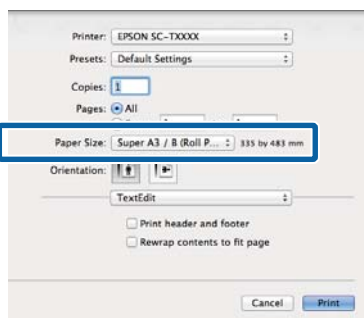 Printer: EPSON SC-TXXXX
Presets: Default Settings
Copies: 1
Pages: All
Paper Size: Super A3 / B (Roll P... 335 by 483 mm
Orientation:
TextEdit
Print header and footer
Rewrap contents to fit page
Cancel Print